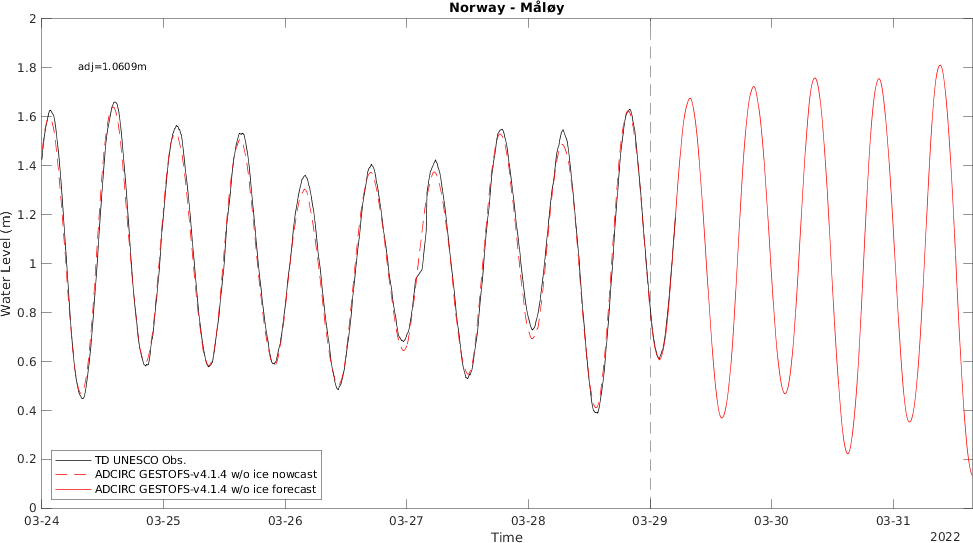 Norway - Måløy
2
1.8
1.6
1.4
1.2
1
0.8
0.6
0.4
0.2
0
Water Level (m)
adj=1.0609m
TD UNESCO Obs.
ADCIRC GESTOFS-v4.1.4 w/o ice nowcast
ADCIRC GESTOFS-v4.1.4 w/o ice forecast
03-24 03-25 03-26 03-27 03-28 03-29 03-30 03-31
Time
2022